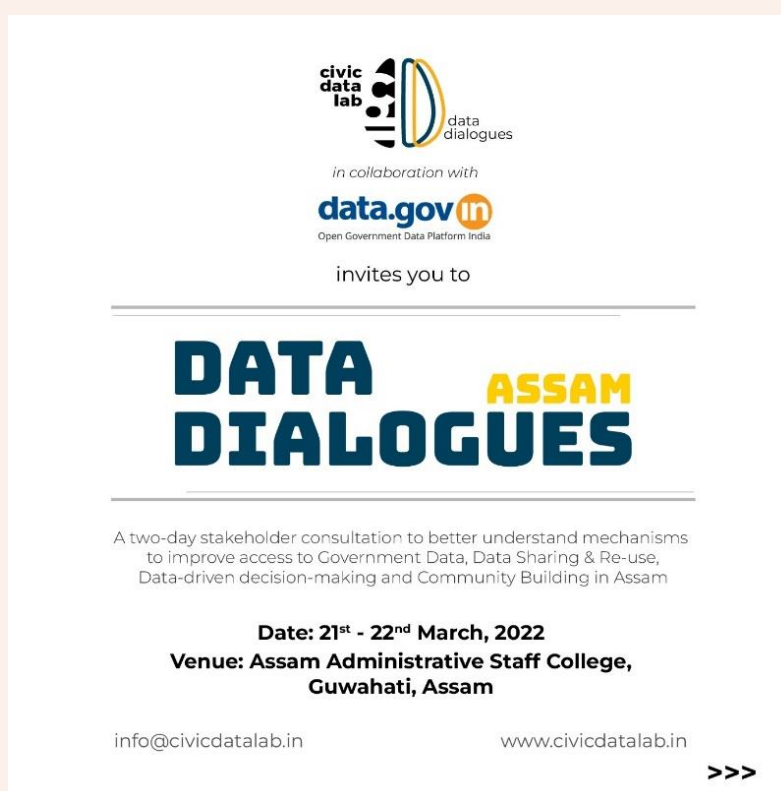 civic
data
lab
data
dialogues
in collaboration with
data.gov in
Open Government Data Platform India
invites you to
DATA
ASSAM
DIALOGUES
A two-day stakeholder consultation to better understand mechanisms
to improve access to Government Data, Data Sharing & Re-use,
Data-driven decision-making and Community Building in Assam
Date: 21st - 22nd March, 2022
Venue: Assam Administrative Staff College,
Guwahati, Assam
info@civicdatalab.in
www.civicdatalab.in
>>>